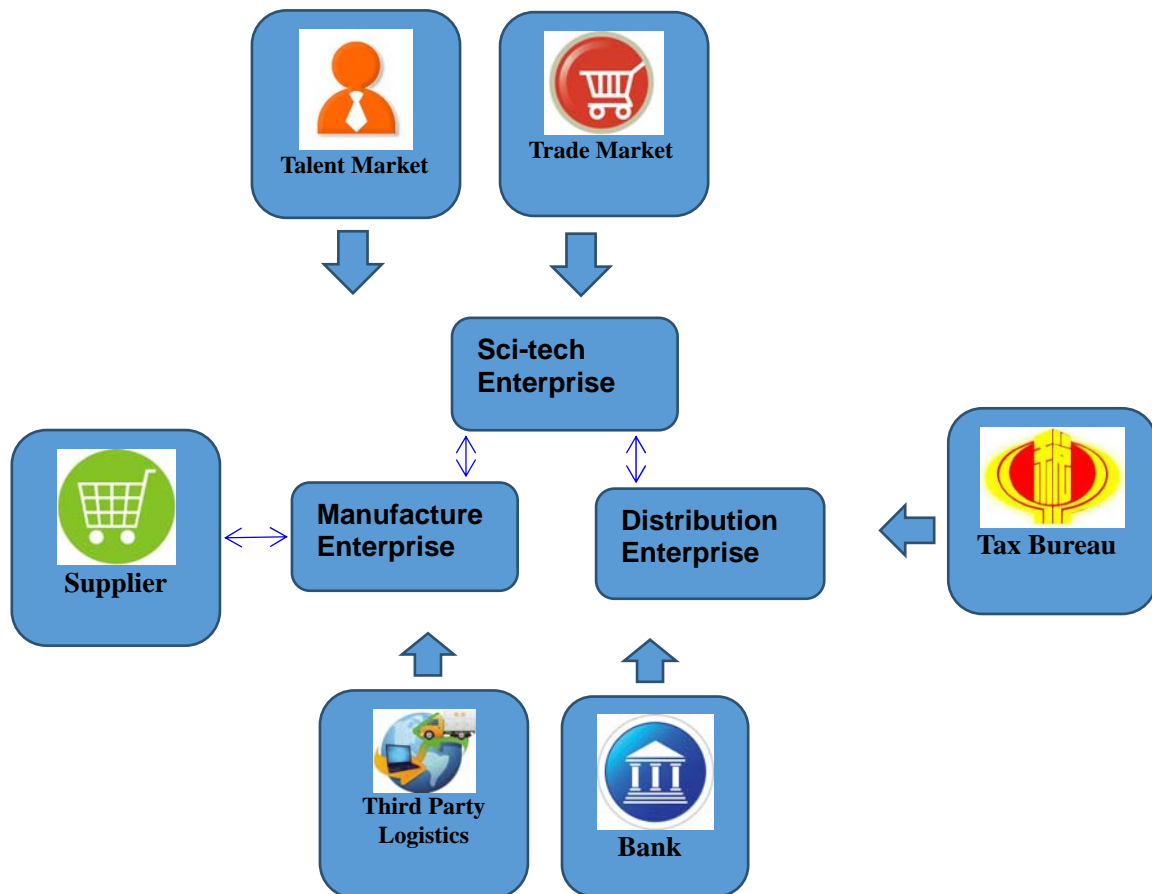 Talent Market
Trade Market
Sci-tech
Enterprise
Supplier
Manufacture
Enterprise
Distribution
Enterprise
Tax Bureau
Third Party
Logistics
Bank